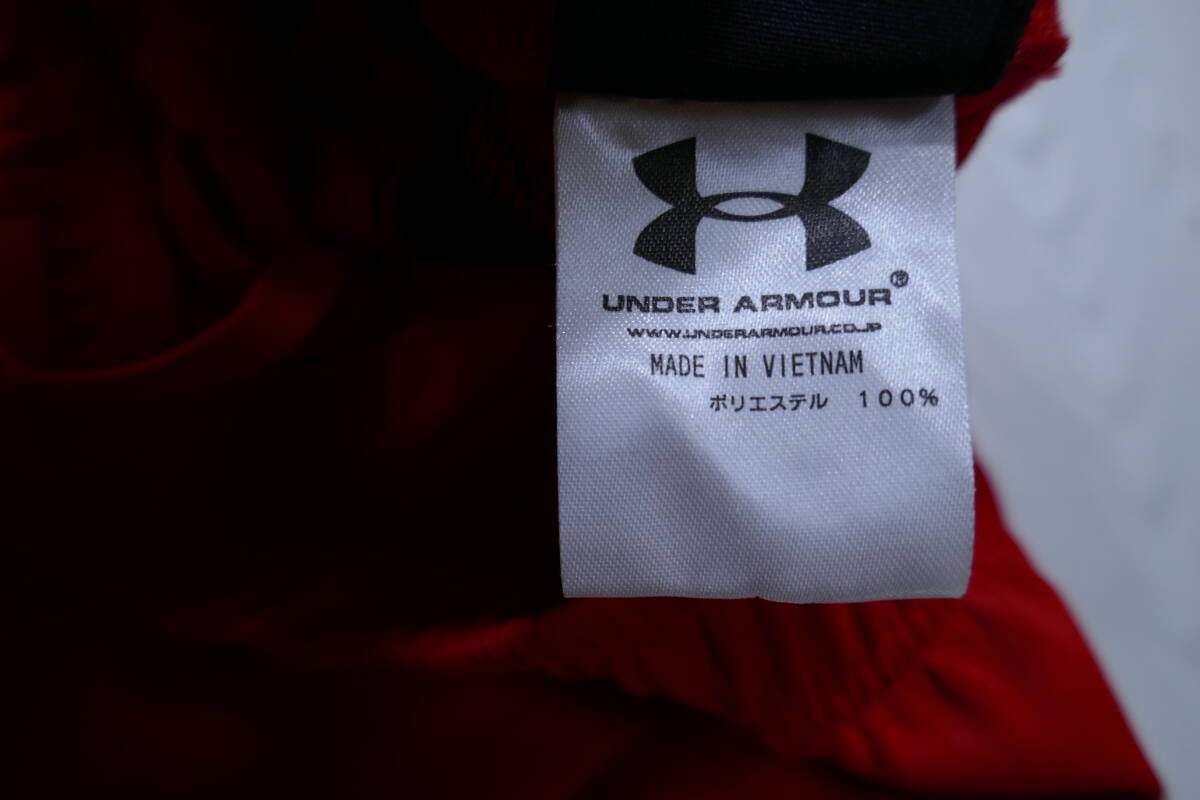 UNDER ARMOUR®
WWW.UNDERARMOUR.CO.JP
MADE IN VIETNAM
ポリエステル 100%